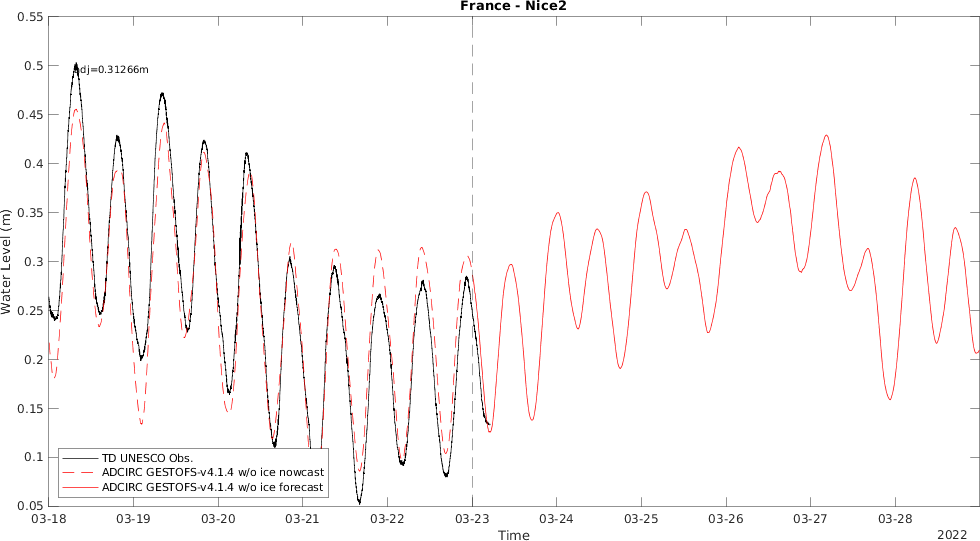 France - Nice2
0.55
0.5
0.45
0.4
0.35
0.3
0.25
0.2
0.15
0.1
0.05
Water Level (m)
adj=0.31266m
TD UNESCO Obs.
ADCIRC GESTOFS-v4.1.4 w/o ice nowcast
ADCIRC GESTOFS-v4.1.4 w/o ice forecast
03-18 03-19 03-20 03-21 03-22 03-23 03-24 03-25 03-26 03-27 03-28
Time
2022